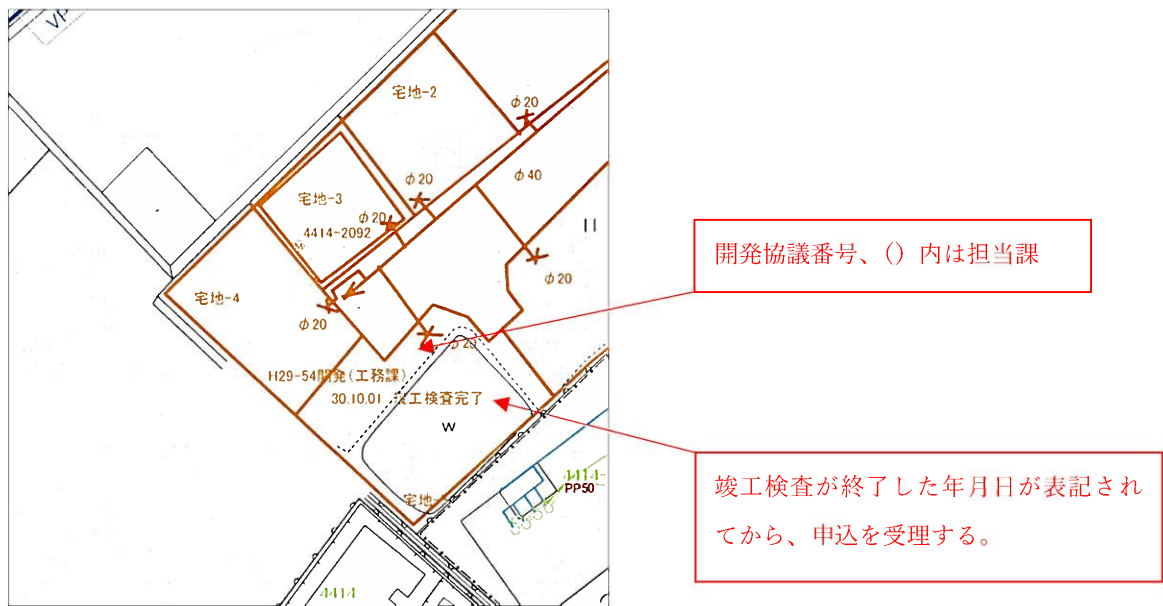 VP
宅地-2
φ20
φ20
φ40
宅地-3
φ20
4414-2092
φ20
宅地-4
φ20
H29-54開発(工務課)
30.10.01 竣工検査完了
W
宅地-
4414-
PP50
4414
開発協議番号、()内は担当課
竣工検査が終了した年月日が表記され
てから、申込を受理する。